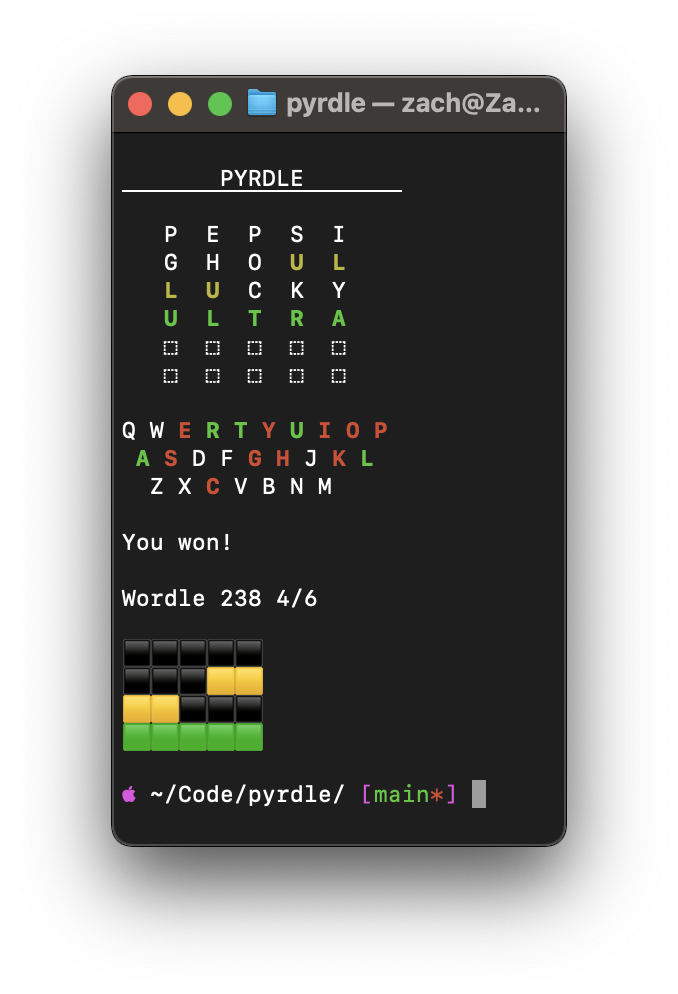 pyrdle — zach@Za...
PYRDLE
P E P S I
G H O U L
L U C K Y
U L T R A
Q W E R T Y U I O P
A S D F G H J K L
Z X C V B N M
You won!
Wordle 238 4/6
~/Code/pyrdle/ [main*]